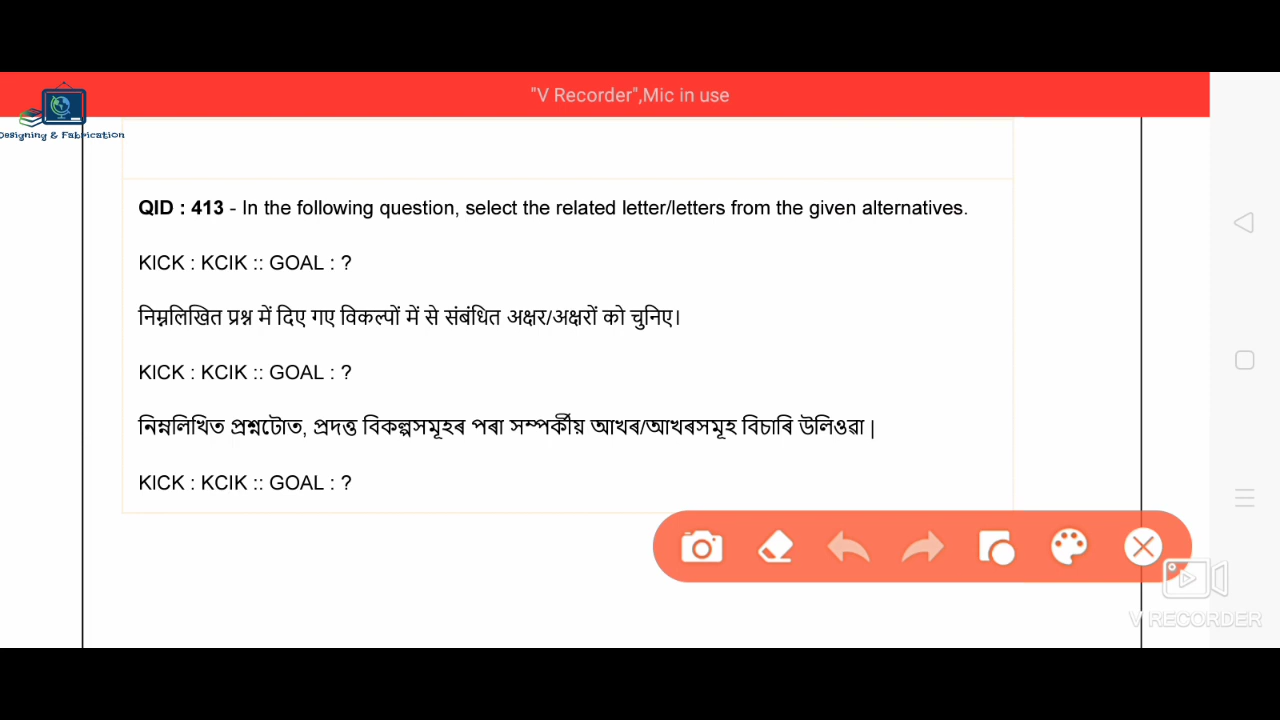 "V Recorder",Mic in use
Designing & Fabrication
QID : 413 - In the following question, select the related letter/letters from the given alternatives.
KICK : KCIK :: GOAL : ?
निम्नलिखित प्रश्न में दिए गए विकल्पों में से संबंधित अक्षर/अक्षरों को चुनिए।
KICK : KCIK :: GOAL : ?
নিম্নলিখিত প্ৰশ্নটোত, প্ৰদত্ত বিকল্পসমূহৰ পৰা সম্পৰ্কীয় আখৰ/আখৰসমূহ বিচাৰি উলিওৱা |
KICK : KCIK :: GOAL : ?
V RECORDER